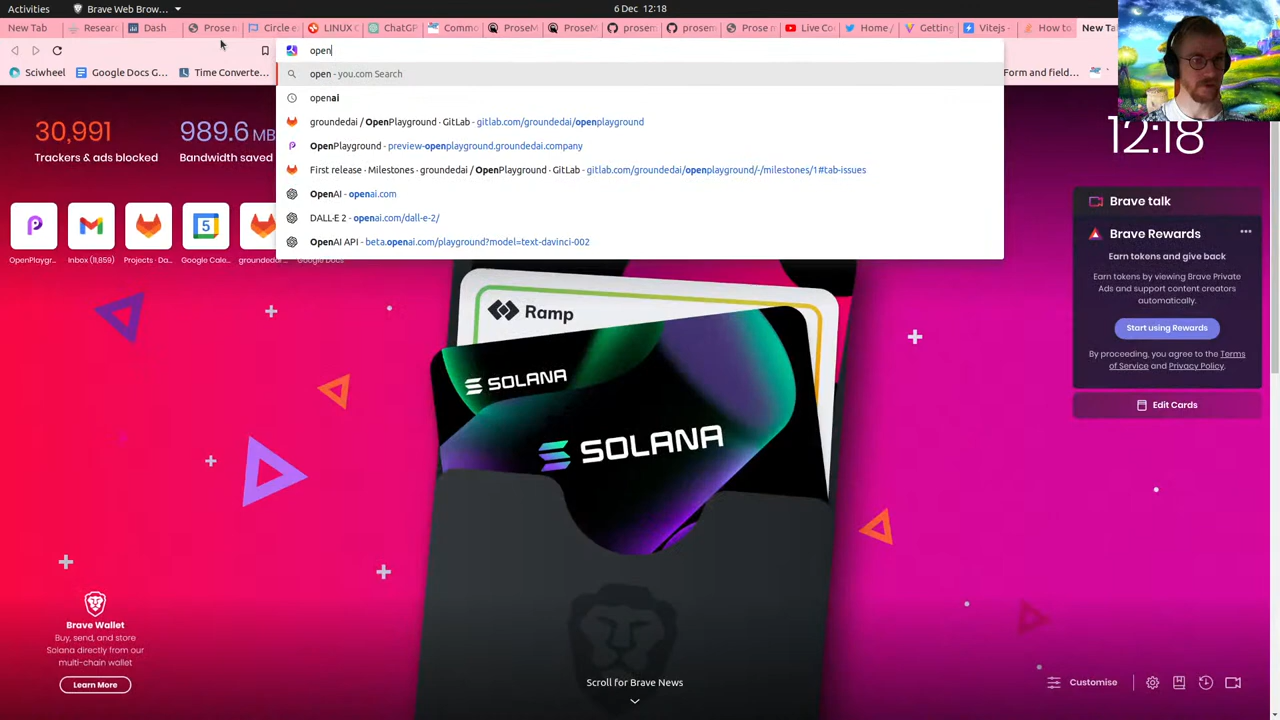 Activities
Brave Web Brow...
6 Dec 12:18
New Tab
Researc
Dash
Prose
Circle e
LINUX
ChatGP
Commo
ProseM
ProseM
prosem
prosem
Live Co
Home /
Getting
Vitejs -
How to
New Ta
open
Sciwheel
Google Docs G...
Time Converte...
Form and field...
open - you.com Search
openai
groundedai / OpenPlayground · GitLab - gitlab.com/groundedai/openplayground
OpenPlayground - preview-openplayground.groundedai.company
First release · Milestones · groundedai / OpenPlayground · GitLab - gitlab.com/groundedai/openplayground/-/milestones/1#tab-issues
OpenAI - openai.com
DALL·E 2 - openai.com/dall-e-2/
OpenAI API - beta.openai.com/playground?model=text-davinci-002
30,991
Trackers & ads blocked
989.6 MB
Bandwidth saved
12:18
OpenPlaygr...
Inbox (11,859)
Projects · Da...
Google Cale...
groundedai...
Google Docs
Brave talk
Brave Rewards
Earn tokens and give back
Earn tokens by viewing Brave Private
Ads and support content creators
automatically.
Start using Rewards
By proceeding, you agree to the Terms
of Service and Privacy Policy.
Edit Cards
Ramp
SOLANA
SOLANA
Brave Wallet
Buy, send, and store
Solana directly from our
multi-chain wallet
Learn More
Scroll for Brave News
Customise